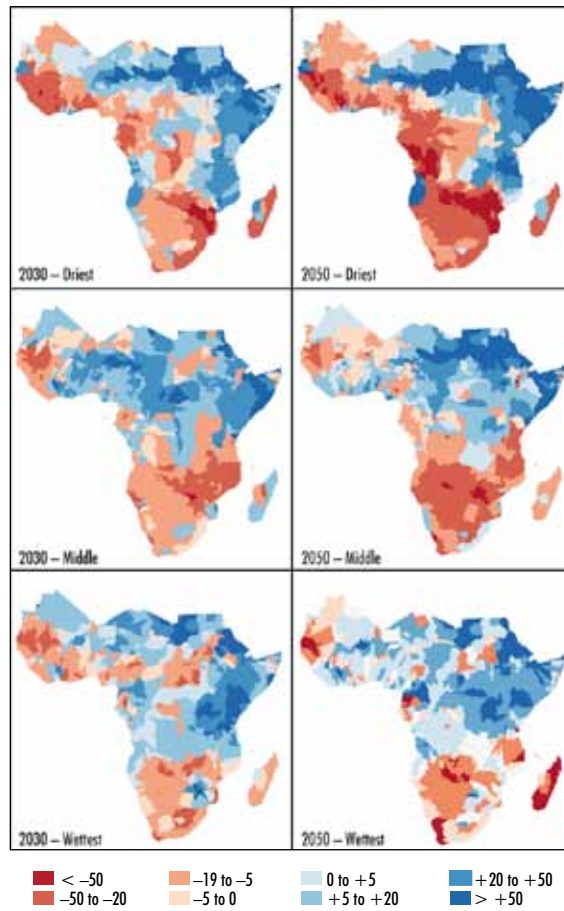 2030 – Driest
2050 – Driest
2030 – Middle
2050 – Middle
2030 – Wettest
2050 – Wettest
< –50
–19 to –5
0 to +5
+20 to +50
–50 to –20
–5 to 0
+5 to +20
> +50